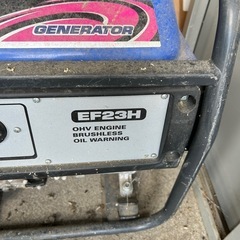 GENERATOR
EF23H
OHV ENGINE
BRUSHLESS
OIL WARNING